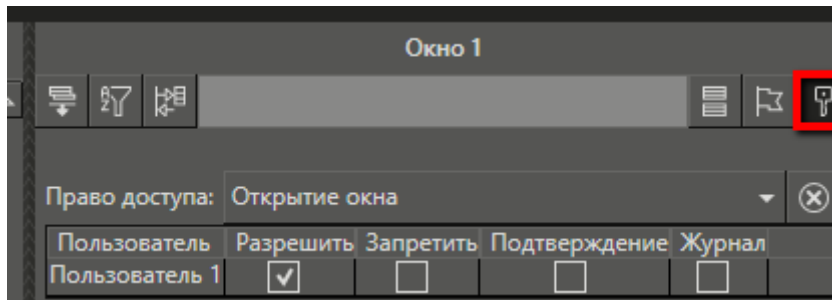 Окно 1
Право доступа: Открытие окна
Пользователь Разрешить Запретить Подтверждение Журнал
Пользователь 1